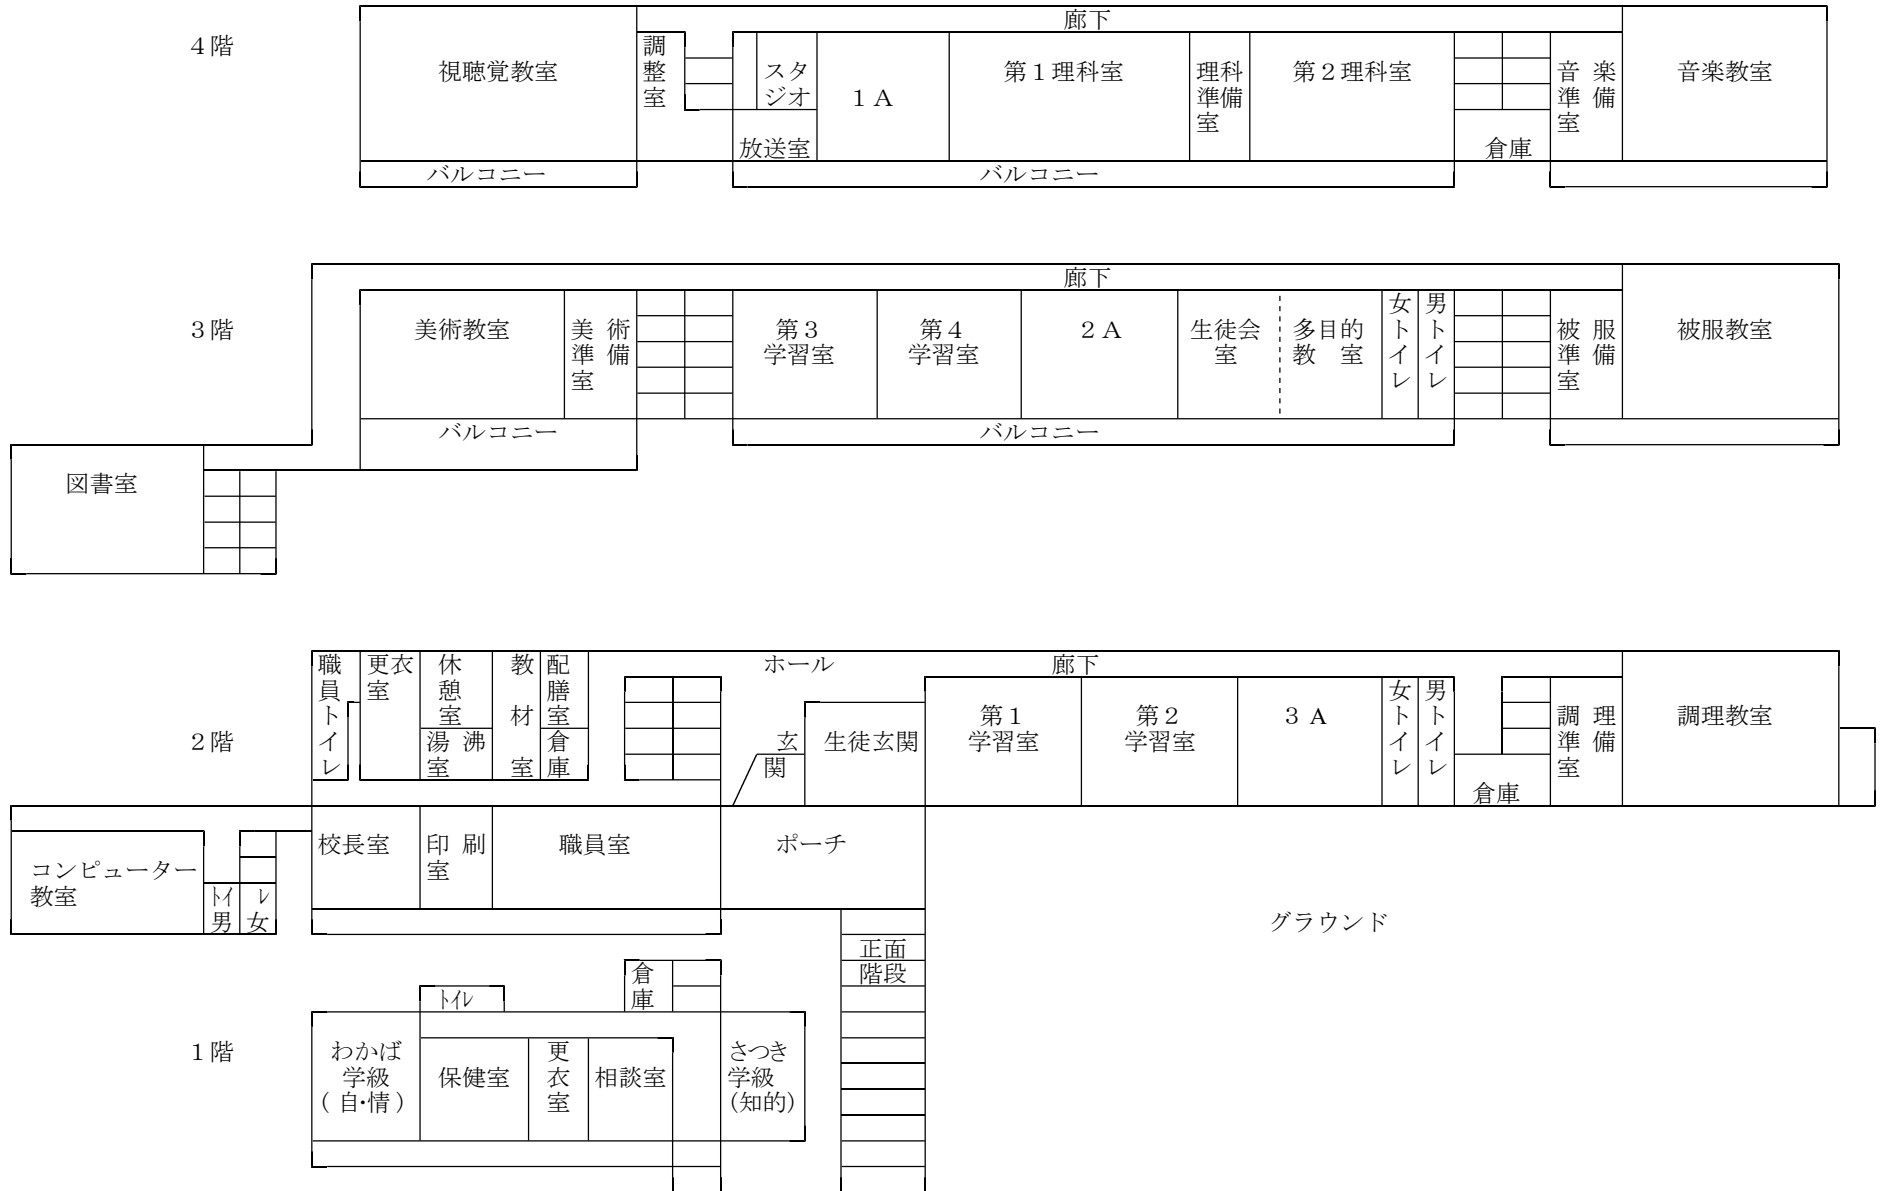 ４階
廊下
視聴覚教室
調整室
スタジオ
放送室
１Ａ
第１理科室
理科準備室
第２理科室
倉庫
音楽準備室
音楽教室
バルコニー
バルコニー
３階
廊下
美術教室
美術準備室
第３
学習室
第４
学習室
２Ａ
生徒会
室
多目的
教　室
女トイレ
男トイレ
被服準備室
被服教室
バルコニー
バルコニー
図書室
２階
職員トイレ
更衣室
休憩室
湯沸室
教材室
配膳室
倉庫
ホール
廊下
玄関
生徒玄関
第１
学習室
第２
学習室
３Ａ
女トイレ
男トイレ
倉庫
調理準備室
調理教室
コンピューター
教室
トイレ
男 女
校長室
印刷室
職員室
ポーチ
正面
階段
グラウンド
１階
トイレ
倉庫
わかば
学級
(自・情)
保健室
更衣室
相談室
さつき
学級
(知的)